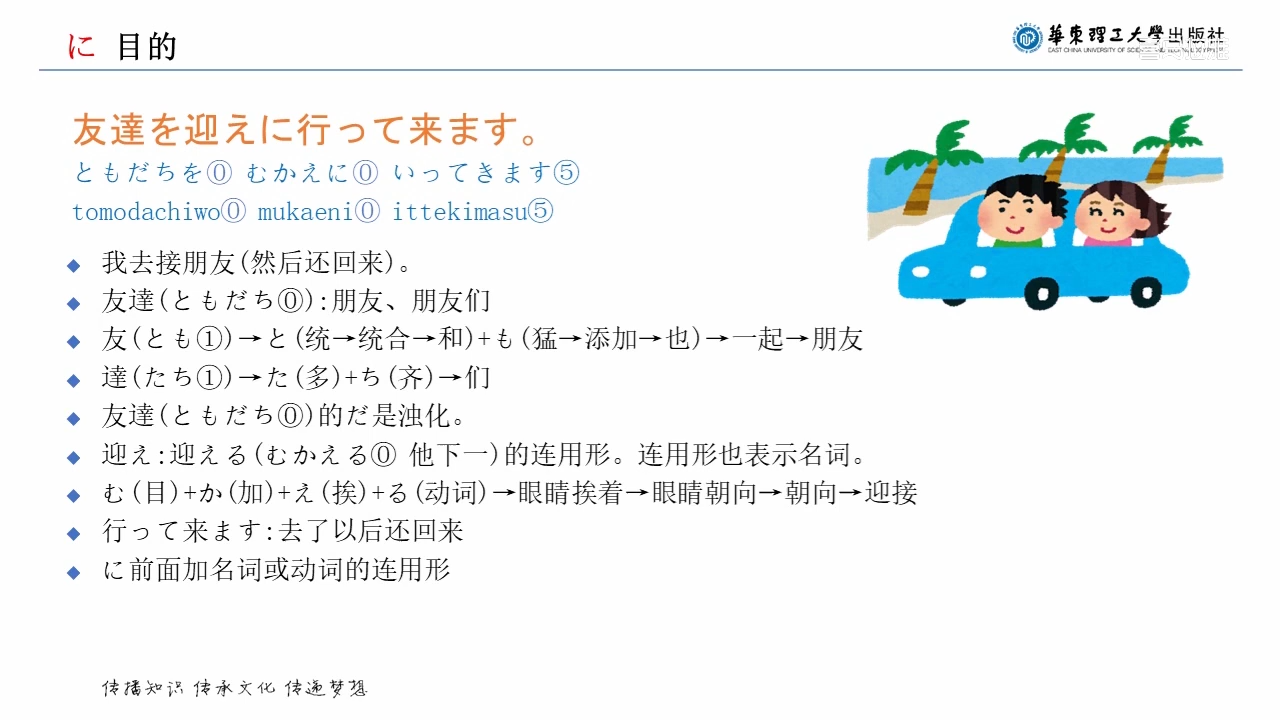 に 目的
華東理工大學出版社
EAST CHINA UNIVERSITY OF SCIENCE AND TECHNOLOGY PRESS
友達を迎えに行って来ます。
ともだちを⓪ むかえに⓪ いってきます⑤
tomodachiwo⓪ mukaeni⓪ ittekimasu⑤
◆ 我去接朋友(然后还回来)。
◆ 友達(ともだち⓪):朋友、朋友们
◆ 友(とも①)→と(统→统合→和)+も(猛→添加→也)→一起→朋友
◆ 達(たち①)→た(多)+ち(齐)→们
◆ 友達(ともだち⓪)的だ是浊化。
◆ 迎え:迎える(むかえる⓪ 他下一)的连用形。连用形也表示名词。
◆ む(目)+か(加)+え(挨)+る(动词)→眼睛挨着→眼睛朝向→朝向→迎接
◆ 行って来ます:去了以后还回来
◆ に前面加名词或动词的连用形
传播知识 传承文化 传递梦想